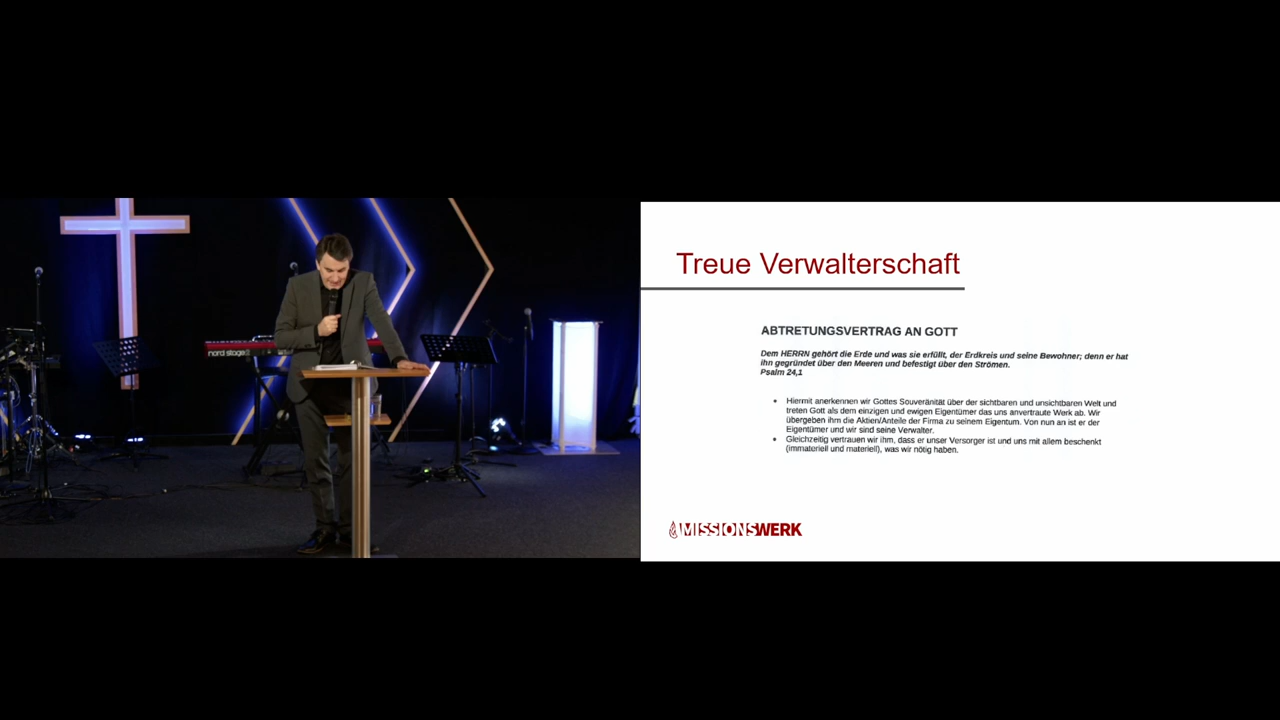 nord stage
Treue Verwalterschaft
ABTRETUNGSVERTRAG AN GOTT
Dem HERRN gehört die Erde und was sie erfüllt, der Erdkreis und seine Bewohner; denn er hat
ihn gegründet über den Meeren und befestigt über den Strömen.
Psalm 24,1
• Hiermit anerkennen wir Gottes Souveränität über der sichtbaren und unsichtbaren Welt und
treten Gott als dem einzigen und ewigen Eigentümer das uns anvertraute Werk ab. Wir
übergeben ihm die Aktien/Anteile der Firma zu seinem Eigentum. Von nun an ist er der
Eigentümer und wir sind seine Verwalter.
• Gleichzeitig vertrauen wir ihm, dass er unser Versorger ist und uns mit allem beschenkt
(immateriell und materiell), was wir nötig haben.
MISSIONSWERK